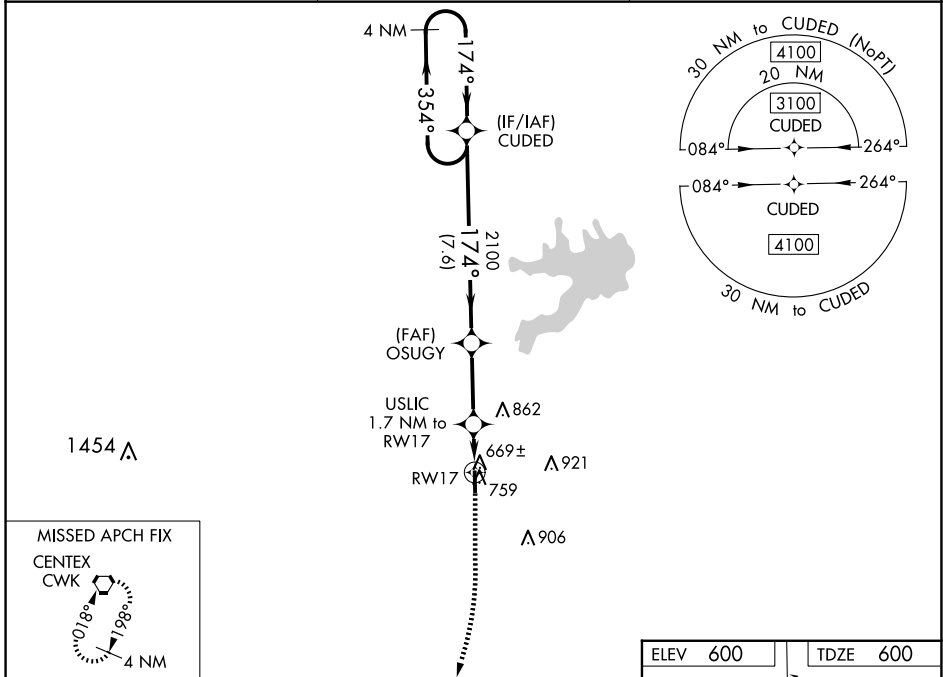 4 NM
174°
354°
(IF/IAF)
CUDED
2100
174°
(7.6)
(FAF)
OSUGY
USLIC
1.7 NM to
RW17
862
669±
921
RW17
759
906
1454
30 NM to CUDED (NoPT)
4100
20 NM
3100
CUDED
084°
264°
084°
264°
CUDED
4100
30 NM to CUDED
MISSED APCH FIX
CENTEX
CWK
018°
198°
4 NM
ELEV 600
TDZE 600